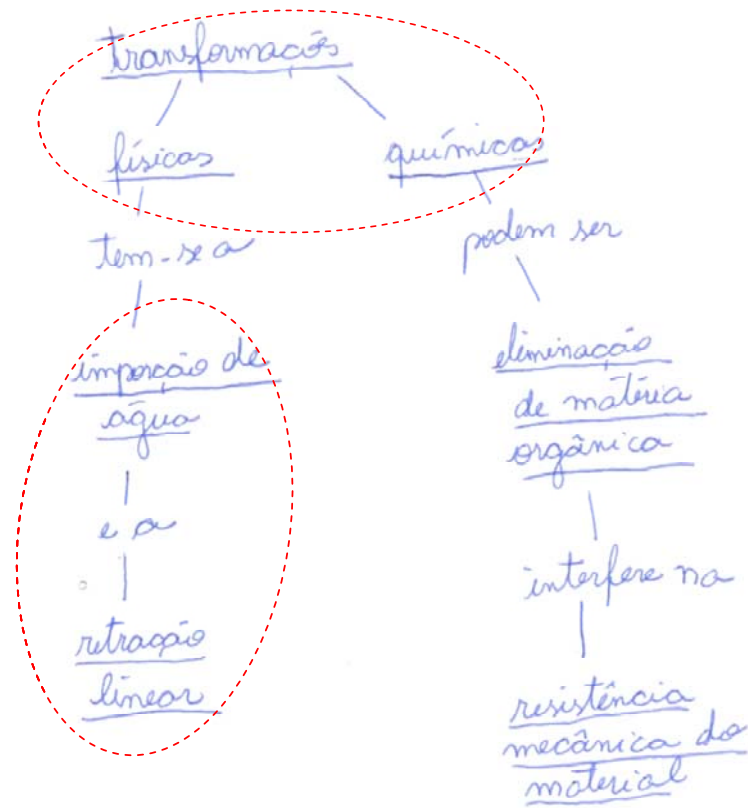 transformações
físicas
químicas
tem-se a
podem ser
imporção de
água
eliminação
de matéria
orgânica
e a
interfere na
retração
linear
resistência
mecânica do
material